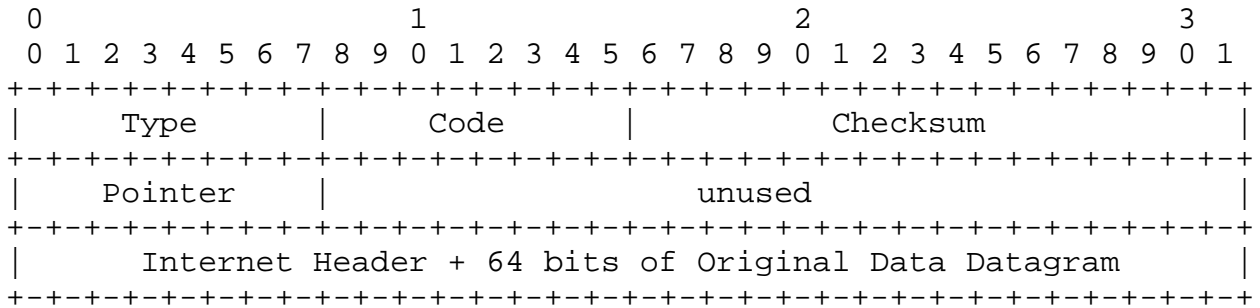 0                   1                   2                   3
0 1 2 3 4 5 6 7 8 9 0 1 2 3 4 5 6 7 8 9 0 1 2 3 4 5 6 7 8 9 0 1
+-+-+-+-+-+-+-+-+-+-+-+-+-+-+-+-+-+-+-+-+-+-+-+-+-+-+-+-+-+-+-+-+
|     Type      |     Code      |          Checksum             |
+-+-+-+-+-+-+-+-+-+-+-+-+-+-+-+-+-+-+-+-+-+-+-+-+-+-+-+-+-+-+-+-+
|    Pointer    |                   unused                      |
+-+-+-+-+-+-+-+-+-+-+-+-+-+-+-+-+-+-+-+-+-+-+-+-+-+-+-+-+-+-+-+-+
|      Internet Header + 64 bits of Original Data Datagram      |
+-+-+-+-+-+-+-+-+-+-+-+-+-+-+-+-+-+-+-+-+-+-+-+-+-+-+-+-+-+-+-+-+